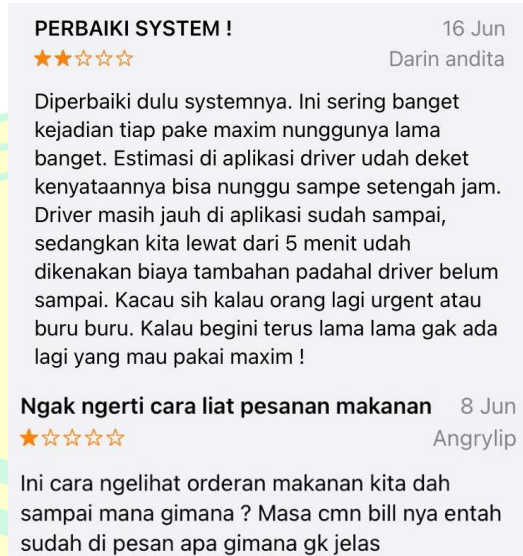 PERBAIKI SYSTEM ! 16 Jun
Darin andita
Diperbaiki dulu systemnya. Ini sering banget
kejadian tiap pake maxim nunggunya lama
banget. Estimasi di aplikasi driver udah deket
kenyataannya bisa nunggu sampe setengah jam.
Driver masih jauh di aplikasi sudah sampai,
sedangkan kita lewat dari 5 menit udah
dikenakan biaya tambahan padahal driver belum
sampai. Kacau sih kalau orang lagi urgent atau
buru buru. Kalau begini terus lama lama gak ada
lagi yang mau pakai maxim !
Ngak ngerti cara liat pesanan makanan 8 Jun
Angrylip
Ini cara ngelihat orderan makanan kita dah
sampai mana gimana ? Masa cmn bill nya entah
sudah di pesan apa gimana gk jelas